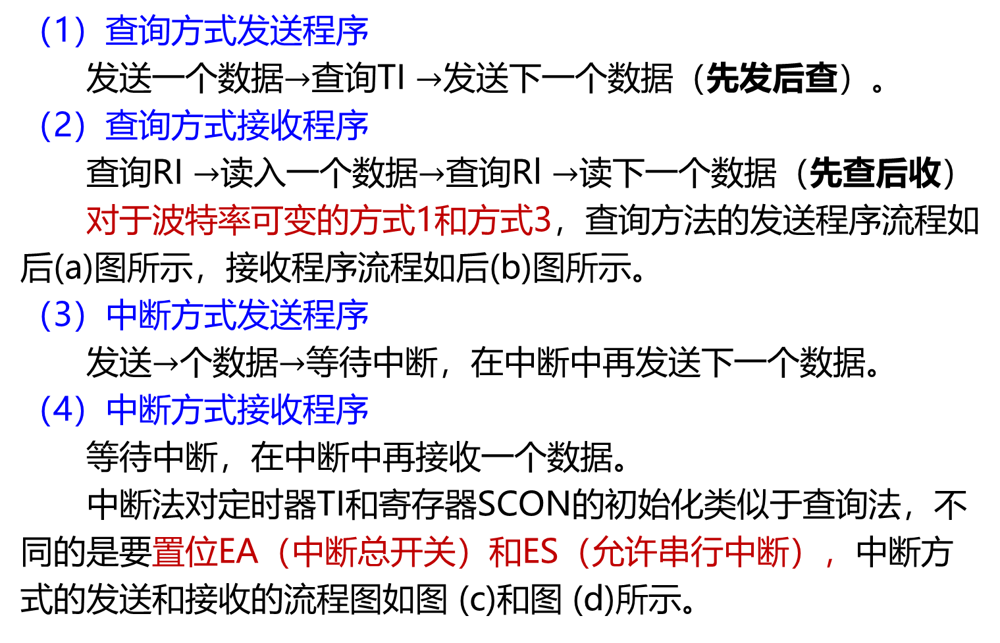 （1）查询方式发送程序
发送一个数据→查询TI →发送下一个数据（先发后查）。
（2）查询方式接收程序
查询RI →读入一个数据→查询Rl →读下一个数据（先查后收）
对于波特率可变的方式1和方式3，查询方法的发送程序流程如
后(a)图所示，接收程序流程如后(b)图所示。
（3）中断方式发送程序
发送→个数据→等待中断，在中断中再发送下一个数据。
（4）中断方式接收程序
等待中断，在中断中再接收一个数据。
中断法对定时器TI和寄存器SCON的初始化类似于查询法，不
同的是要置位EA（中断总开关）和ES（允许串行中断），中断方
式的发送和接收的流程图如图 (c)和图 (d)所示。